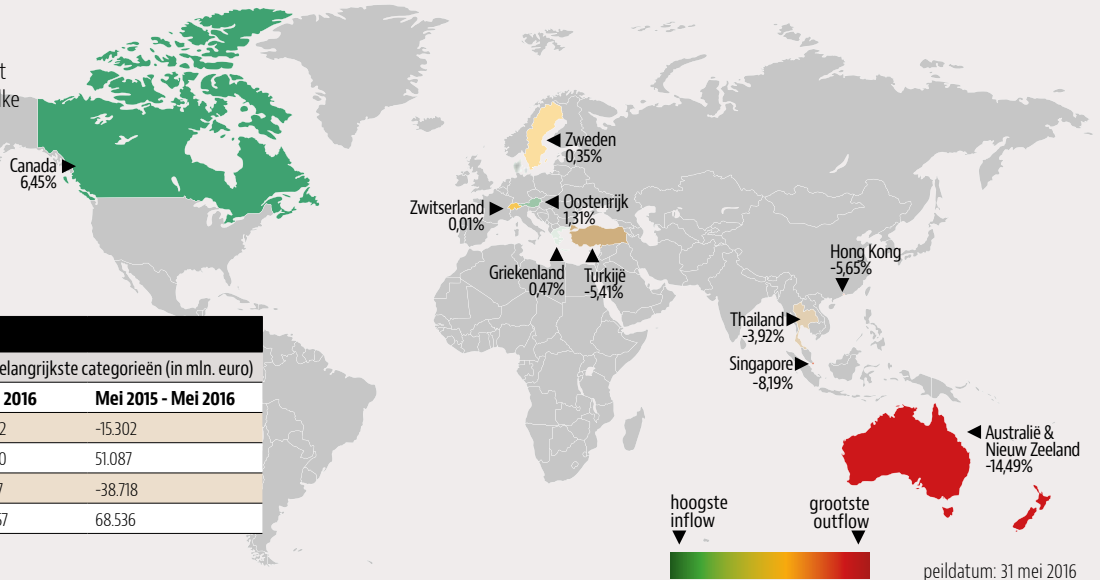 t
lke
Canada
6,45%
Zweden
0,35%
Zwitserland
0,01%
Oostenrijk
1,31%
Griekenland
0,47%
Turkijë
-5,41%
Hong Kong
-5,65%
Thailand
-3,92%
Singapore
-8,19%
Australië &
Nieuw Zeeland
-14,49%
elangrijkste categorieën (in mln. euro)
2016 Mei 2015 - Mei 2016
2 -15.302
0 51.087
7 -38.718
57 68.536
hoogste
inflow
grootste
outflow
peildatum: 31 mei 2016